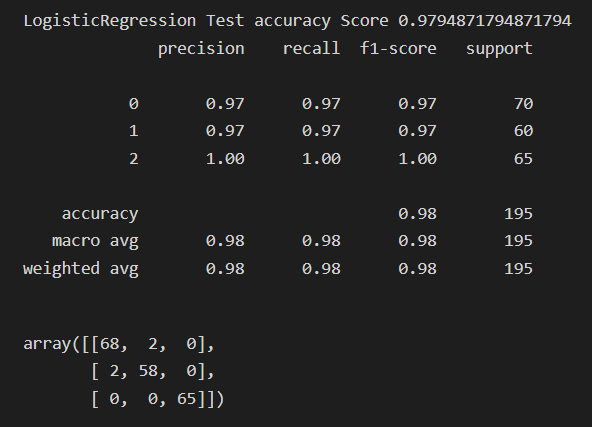 LogisticRegression Test accuracy Score 0.9794871794871794
precision recall f1-score support
0 0.97 0.97 0.97 70
1 0.97 0.97 0.97 60
2 1.00 1.00 1.00 65
accuracy 0.98 195
macro avg 0.98 0.98 0.98 195
weighted avg 0.98 0.98 0.98 195
array([[68, 2, 0],
[ 2, 58, 0],
[ 0, 0, 65]])